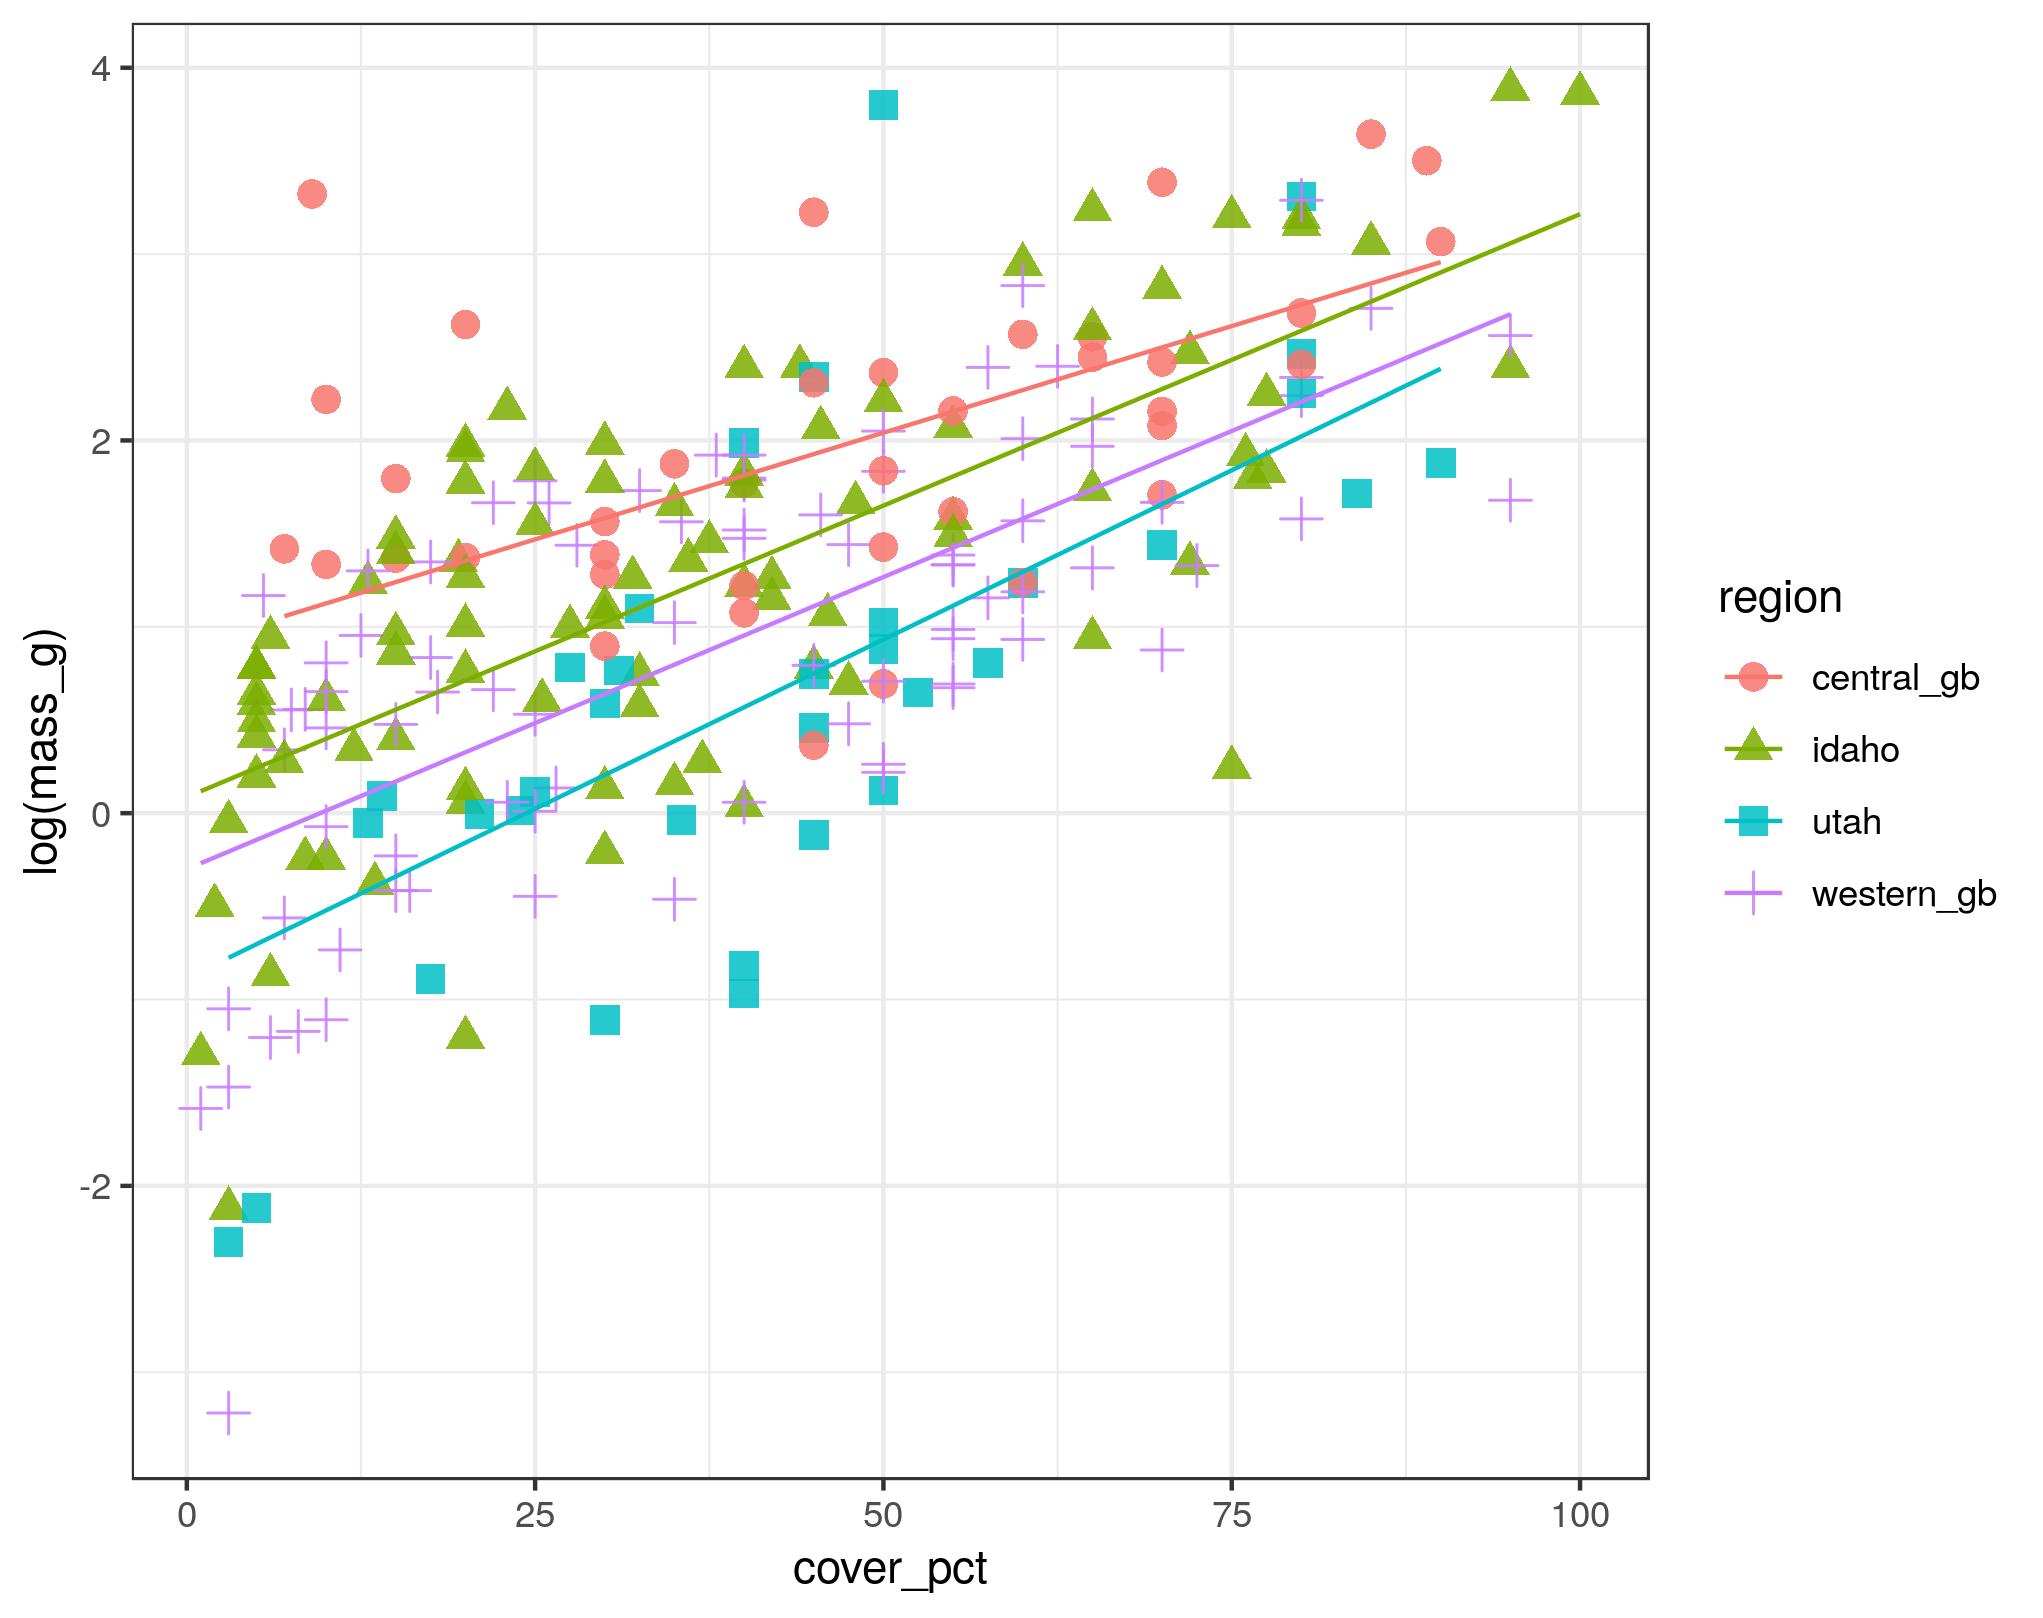 4
2
0
-2
log(mass_g)
0 25 50 75 100
cover_pct
region
central_gb
idaho
utah
western_gb